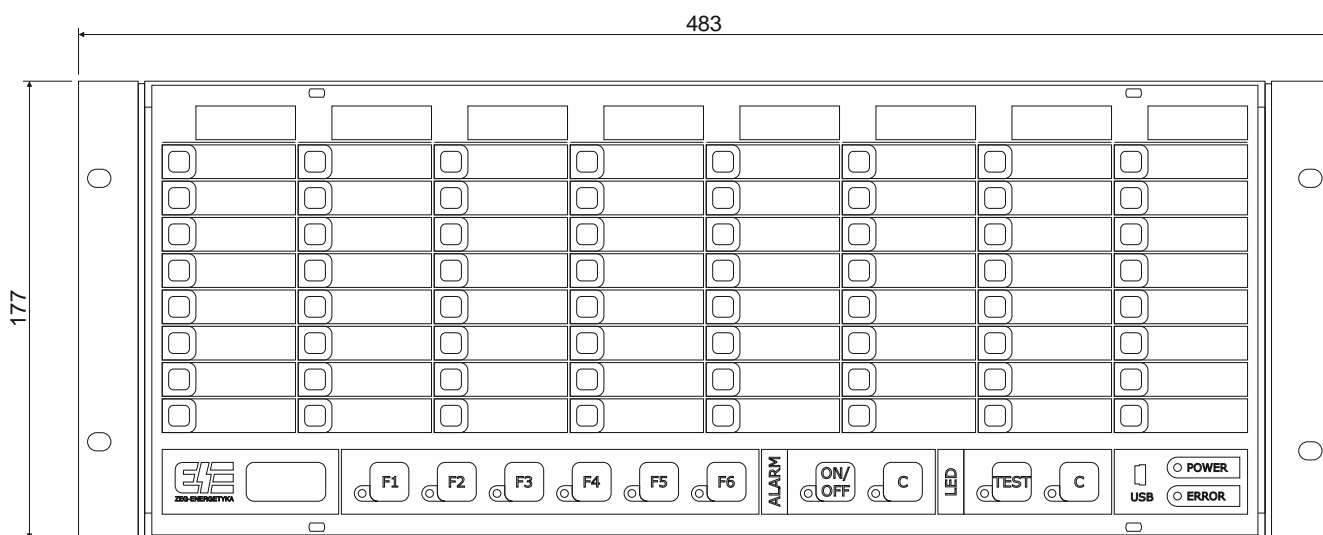 483
177
ZEG-ENERGETYKA
F1
F2
F3
F4
F5
F6
ALARM
ON/
OFF
C
LED
TEST
C
USB
POWER
ERROR